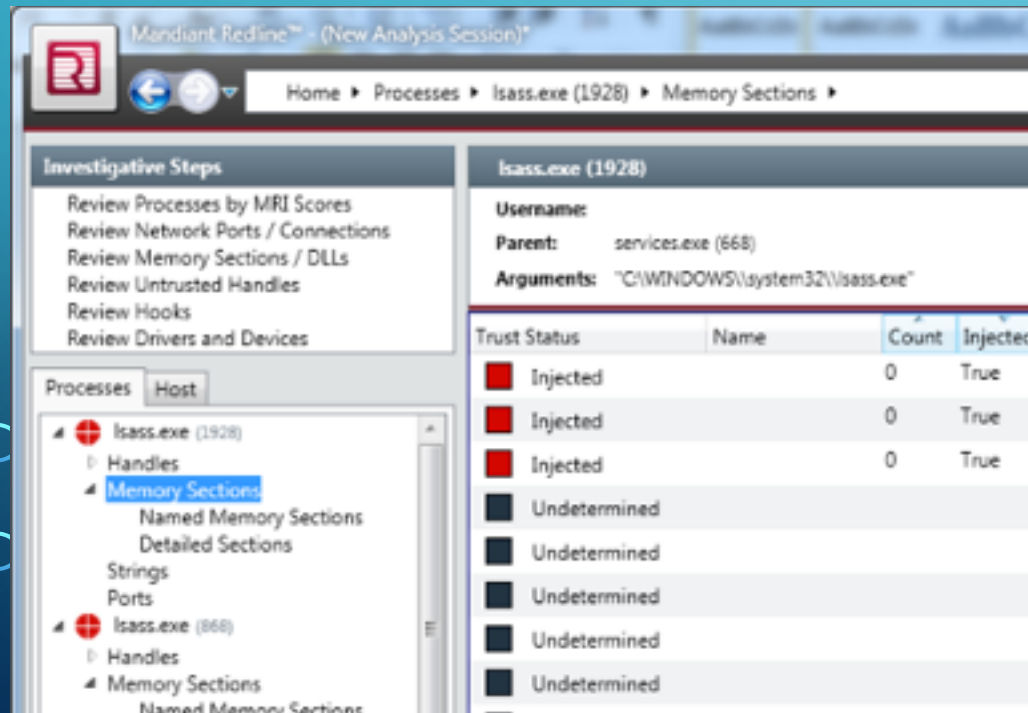 Mandiant Redline™ - (New Analysis Session)*
Home ▸ Processes ▸ lsass.exe (1928) ▸ Memory Sections ▸
Investigative Steps
Review Processes by MRI Scores
Review Network Ports / Connections
Review Memory Sections / DLLs
Review Untrusted Handles
Review Hooks
Review Drivers and Devices
Processes Host
lsass.exe (1928)
Handles
Memory Sections
Named Memory Sections
Detailed Sections
Strings
Ports
lsass.exe (868)
Handles
Memory Sections
Named Memory Sections
lsass.exe (1928)
Username:
Parent: services.exe (668)
Arguments: "C:\WINDOWS\\system32\\lsass.exe"
Trust Status Name Count Injected
Injected 0 True
Injected 0 True
Injected 0 True
Undetermined
Undetermined
Undetermined
Undetermined
Undetermined